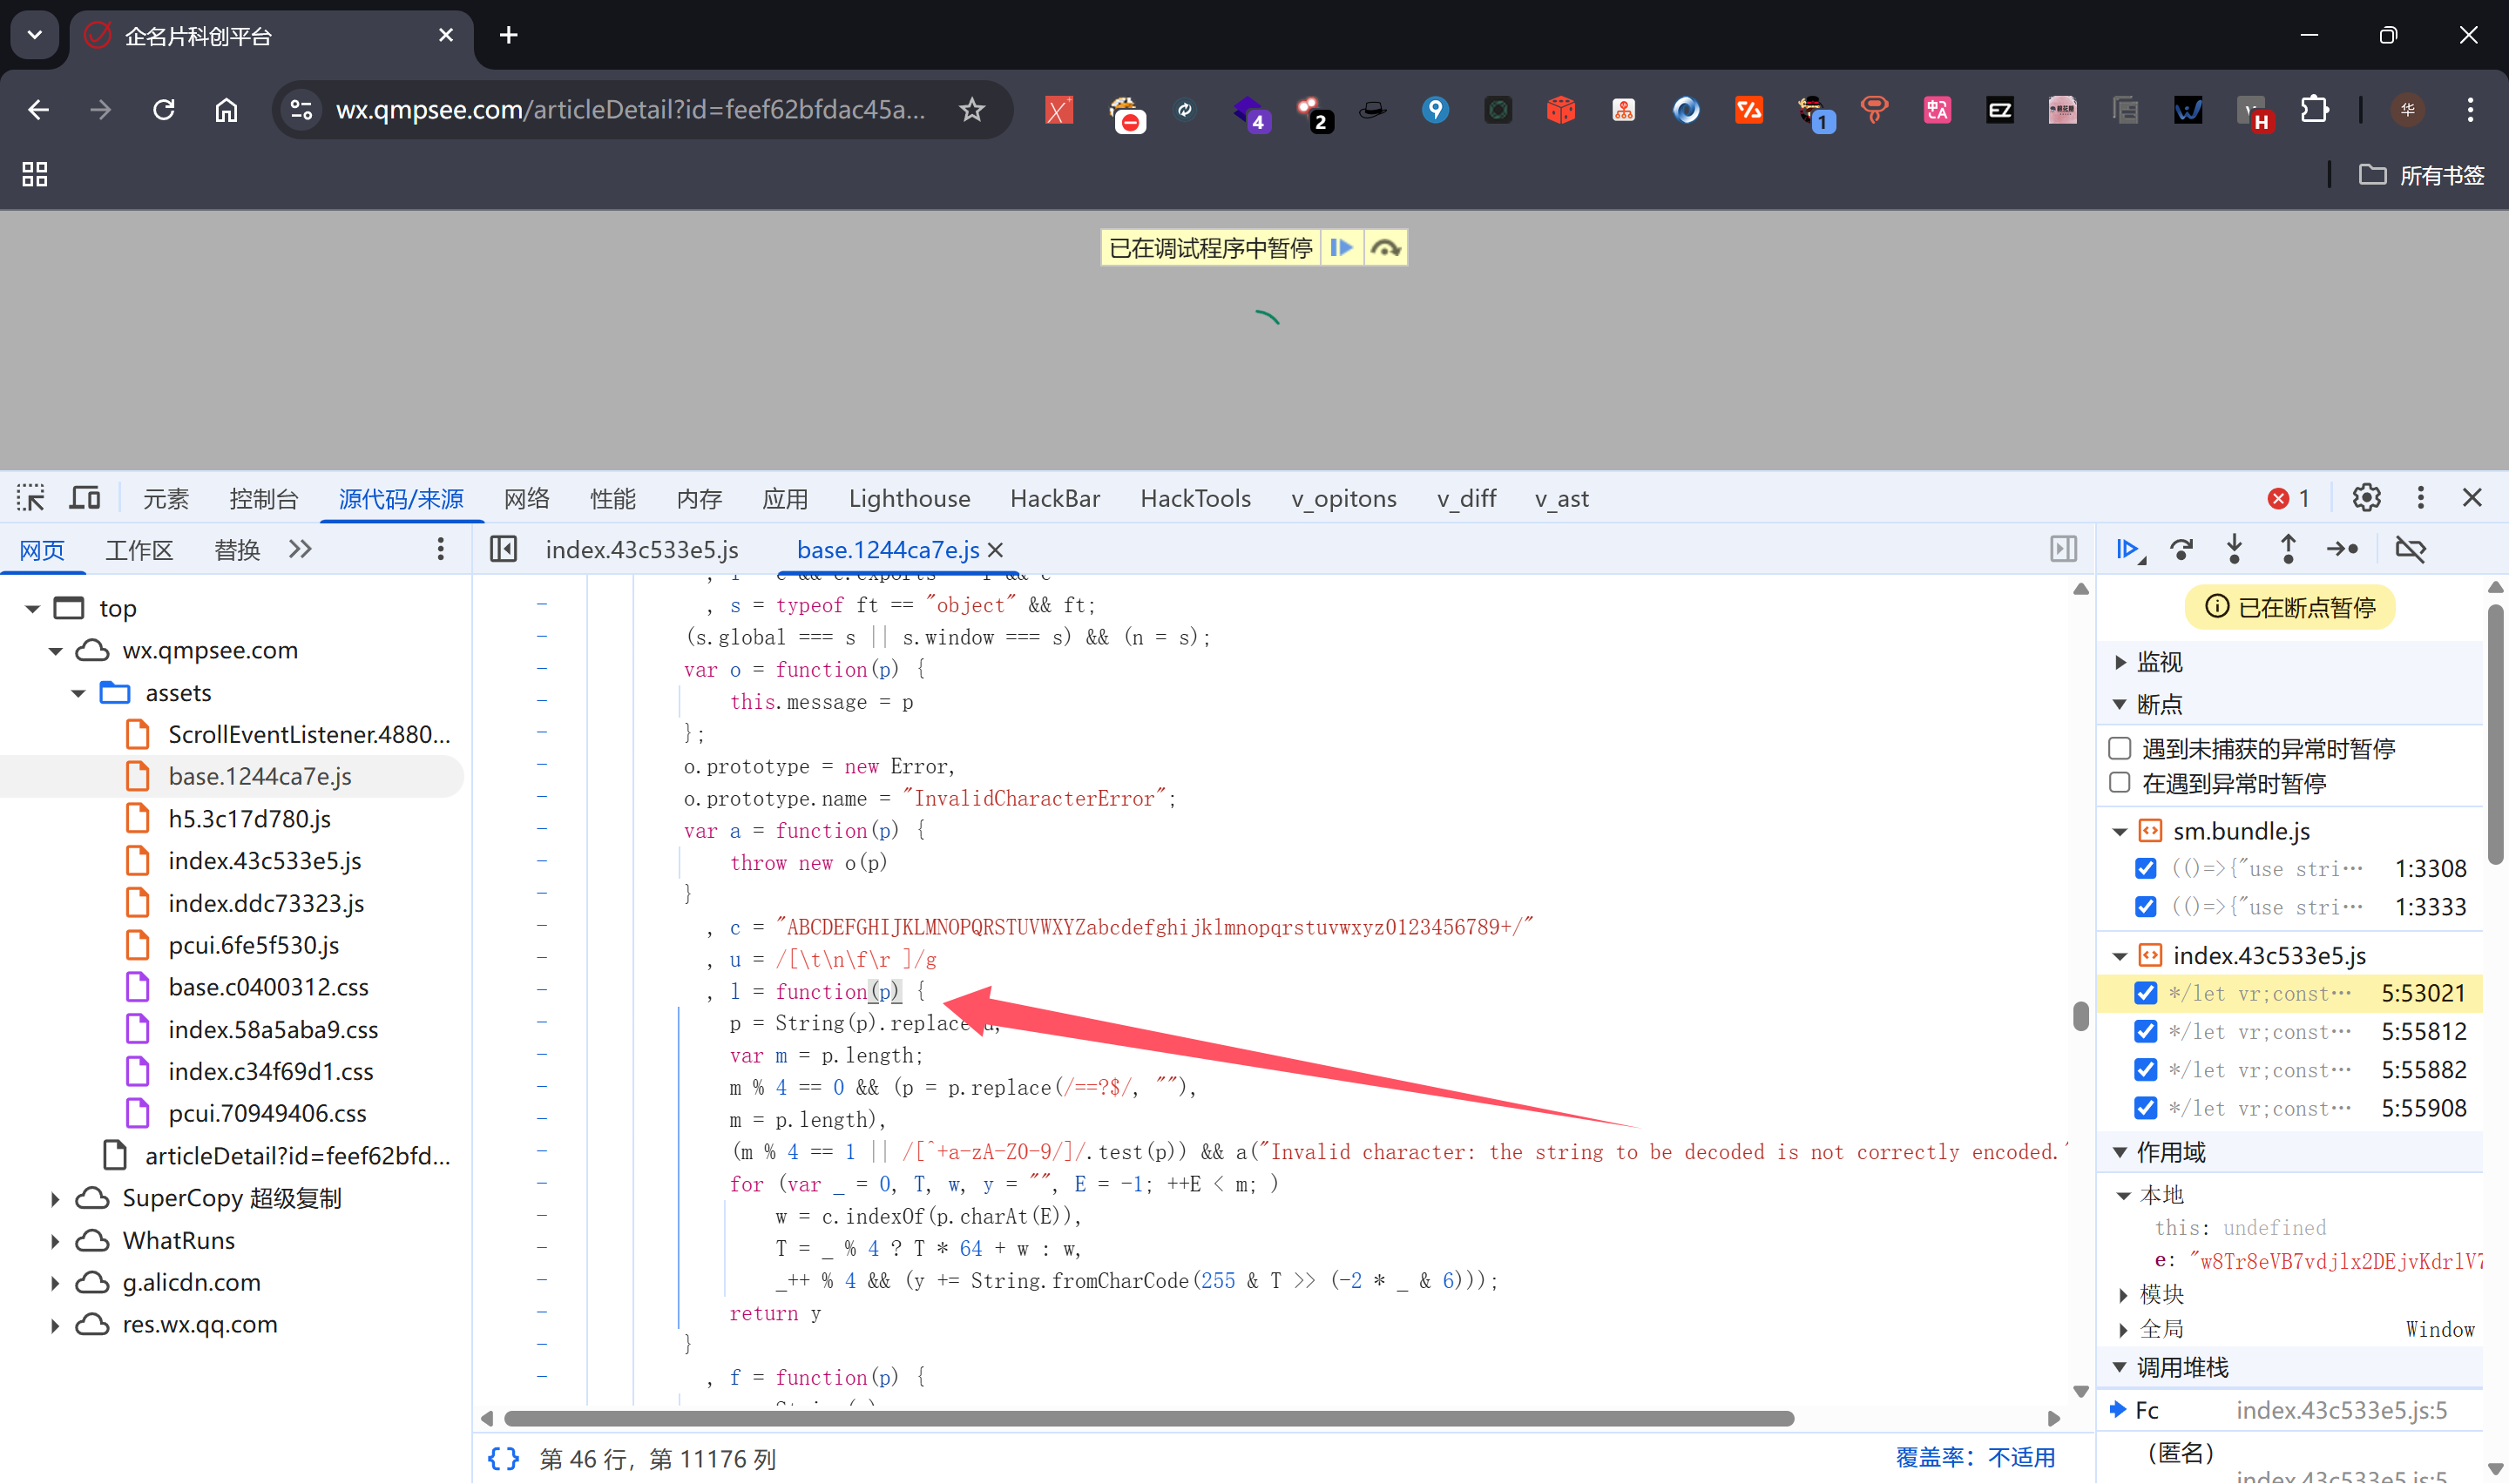 企名片科创平台
wx.qmpsee.com/articleDetail?id=feef62bfdac45a...
4
2
1
H
华
所有书签
已在调试程序中暂停
元素 控制台 源代码/来源 网络 性能 内存 应用 Lighthouse HackBar HackTools v_opitons v_diff v_ast 1
网页 工作区 替换
index.43c533e5.js base.1244ca7e.js
top
wx.qmpsee.com
assets
ScrollEventListener.4880...
base.1244ca7e.js
h5.3c17d780.js
index.43c533e5.js
index.ddc73323.js
pcui.6fe5f530.js
base.c0400312.css
index.58a5aba9.css
index.c34f69d1.css
pcui.70949406.css
articleDetail?id=feef62bfd...
SuperCopy 超级复制
WhatRuns
g.alicdn.com
res.wx.qq.com
, s = typeof ft == "object" && ft;
(s.global === s || s.window === s) && (n = s);
var o = function(p) {
this.message = p
};
o.prototype = new Error,
o.prototype.name = "InvalidCharacterError";
var a = function(p) {
throw new o(p)
}
, c = "ABCDEFGHIJKLMNOPQRSTUVWXYZabcdefghijklmnopqrstuvwxyz0123456789+/"
, u = /[\t\n\f\r ]/g
, l = function(p) {
p = String(p).replace
var m = p.length;
m % 4 == 0 && (p = p.replace(/==?$/, ""),
m = p.length),
(m % 4 == 1 || /[^+a-zA-Z0-9/]/.test(p)) && a("Invalid character: the string to be decoded is not correctly encoded.
for (var _ = 0, T, w, y = "", E = -1; ++E < m; )
w = c.indexOf(p.charAt(E)),
T = _ % 4 ? T * 64 + w : w,
_++ % 4 && (y += String.fromCharCode(255 & T >> (-2 * _ & 6)));
return y
}
, f = function(p) {
第 46 行，第 11176 列
覆盖率：不适用
已在断点暂停
监视
断点
遇到未捕获的异常时暂停
在遇到异常时暂停
sm.bundle.js
(()=>{"use stri… 1:3308
(()=>{"use stri… 1:3333
index.43c533e5.js
*/let vr;const… 5:53021
*/let vr;const… 5:55812
*/let vr;const… 5:55882
*/let vr;const… 5:55908
作用域
本地
this: undefined
e: "w8Tr8eVB7vdjlx2DEjvKdrlV7
模块
全局 Window
调用堆栈
Fc index.43c533e5.js:5
(匿名)
index.43c533e5.js:5